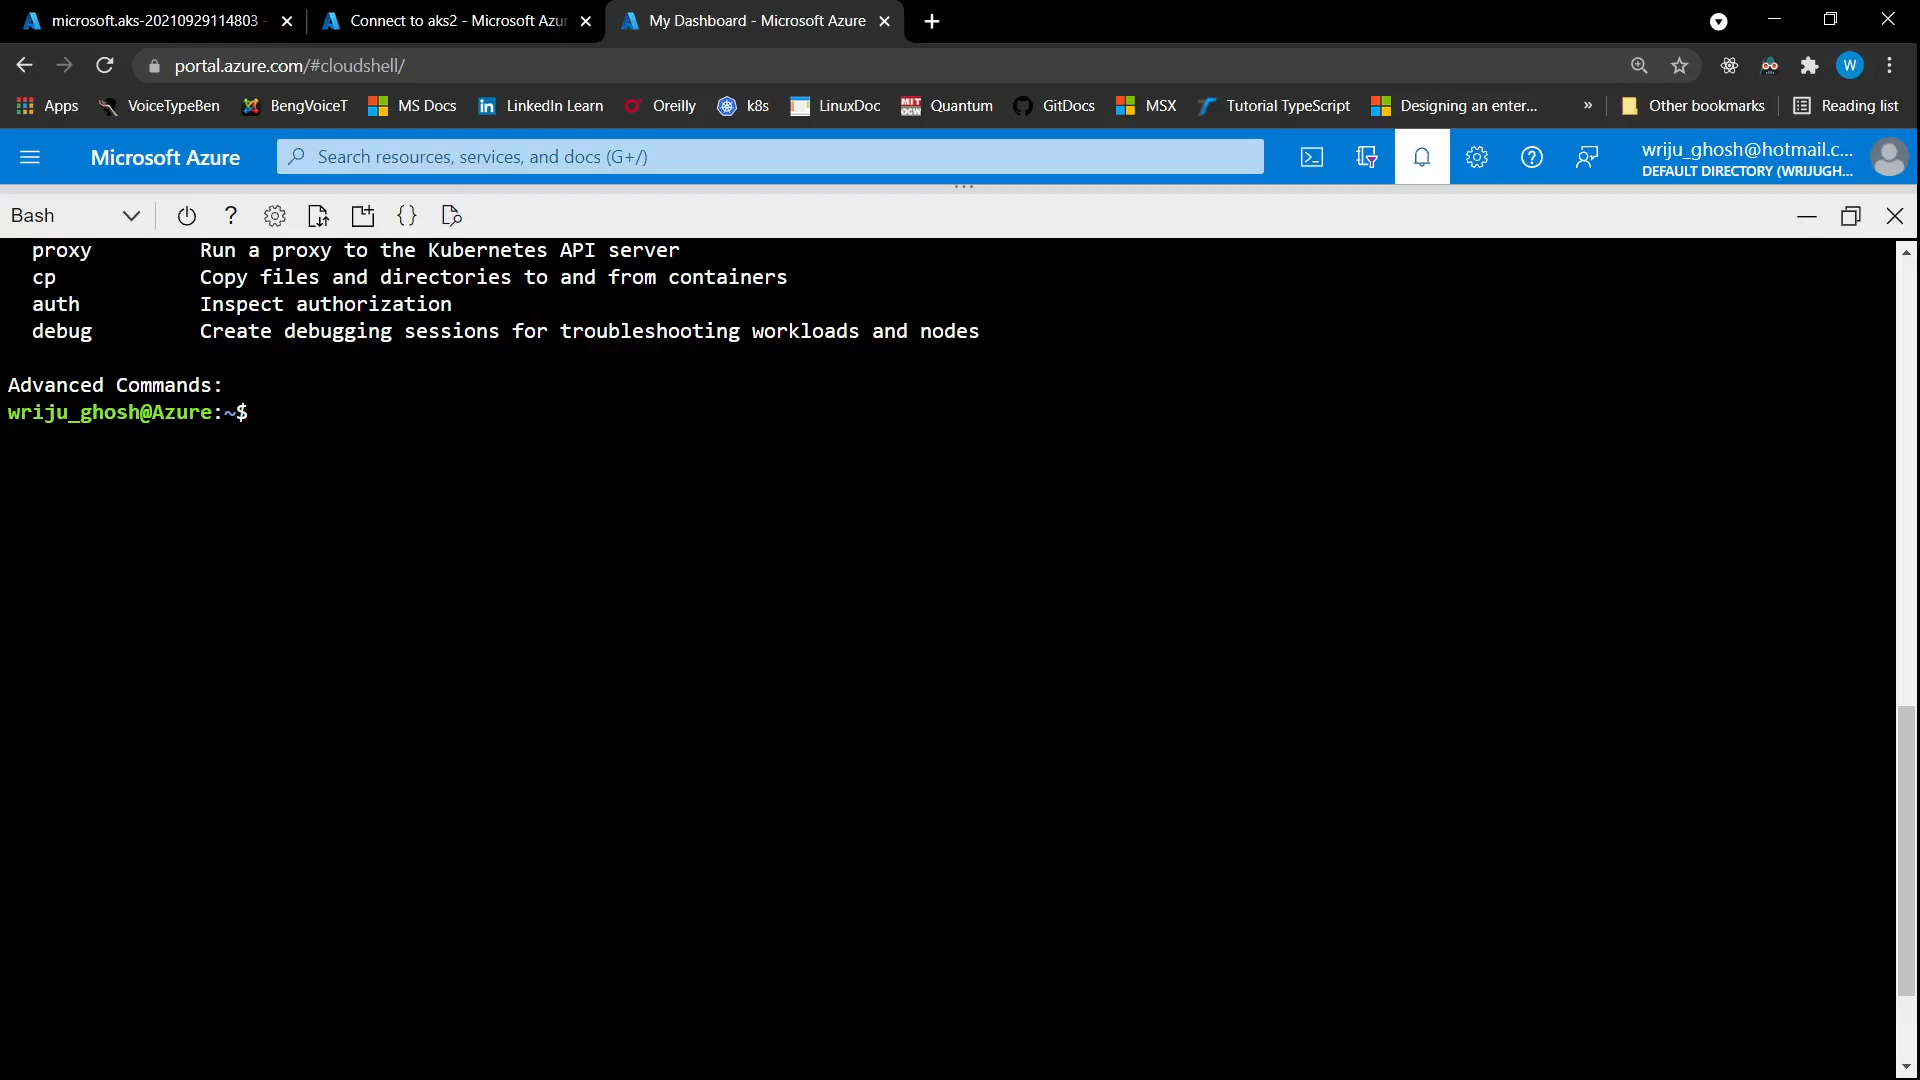 microsoft.aks-20210929114803 -
Connect to aks2 - Microsoft Azur
My Dashboard - Microsoft Azure
portal.azure.com/#cloudshell/
W
Apps
VoiceTypeBen
BengVoiceT
MS Docs
LinkedIn Learn
Oreilly
k8s
LinuxDoc
MIT OCW
Quantum
GitDocs
MSX
Tutorial TypeScript
Designing an enter...
»
Other bookmarks
Reading list
Microsoft Azure
Search resources, services, and docs (G+/)
wriju_ghosh@hotmail.c...
DEFAULT DIRECTORY (WRIJUGH...
Bash
proxy Run a proxy to the Kubernetes API server
cp Copy files and directories to and from containers
auth Inspect authorization
debug Create debugging sessions for troubleshooting workloads and nodes
Advanced Commands:
wriju_ghosh@Azure:~$